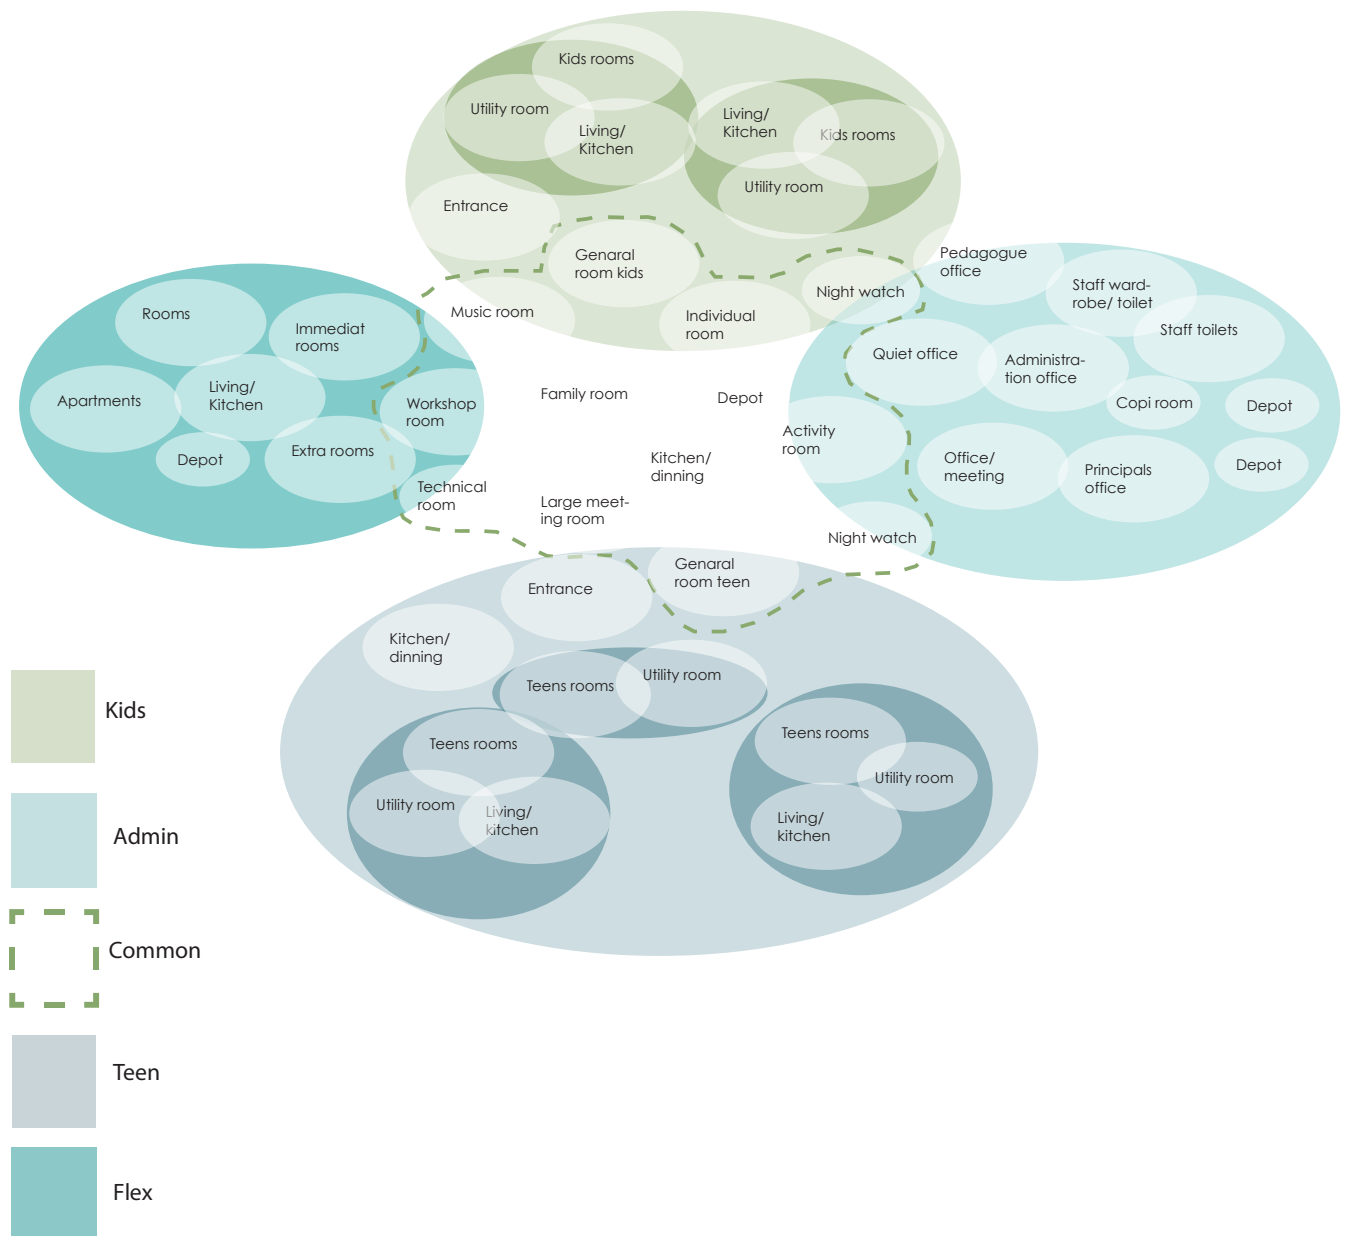 Kids rooms
Utility room
Living/
Kitchen
Living/
Kitchen
Kids rooms
Utility room
Entrance
Genaral
room kids
Night watch
Music room
Individual
room
Pedagogue
office
Staff ward-
robe/ toilet
Staff toilets
Quiet office
Administra-
tion office
Copi room
Depot
Activity
room
Office/
meeting
Principals
office
Depot
Night watch
Rooms
Immediat
rooms
Apartments
Living/
Kitchen
Workshop
room
Depot
Extra rooms
Technical
room
Family room
Depot
Kitchen/
dinning
Large meet-
ing room
Genaral
room teen
Entrance
Kitchen/
dinning
Teens rooms
Utility room
Teens rooms
Utility room
Living/
kitchen
Teens rooms
Utility room
Living/
kitchen
Kids
Admin
Common
Teen
Flex